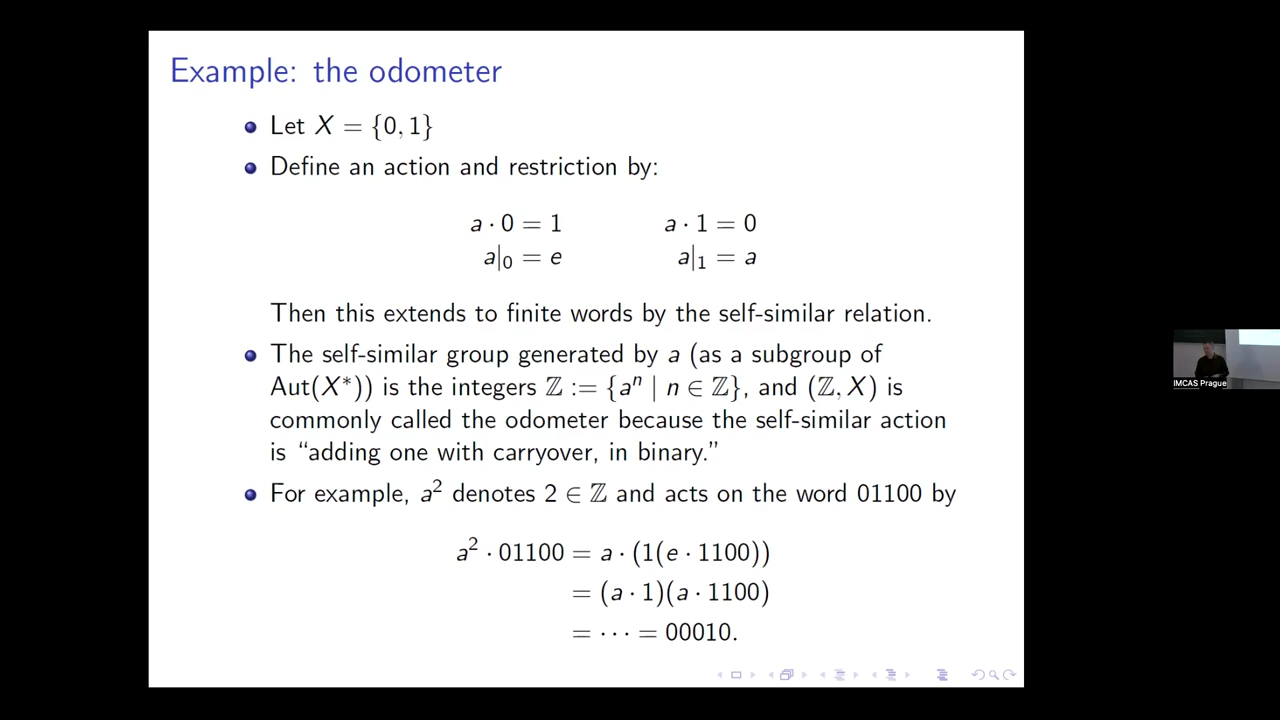 Example: the odometer
Let X = {0, 1}
Define an action and restriction by:
a · 0 = 1 a · 1 = 0
a|₀ = e a|₁ = a
Then this extends to finite words by the self-similar relation.
The self-similar group generated by a (as a subgroup of
Aut(X*)) is the integers ℤ := {aⁿ | n ∈ ℤ}, and (ℤ, X) is
commonly called the odometer because the self-similar action
is “adding one with carryover, in binary.”
For example, a² denotes 2 ∈ ℤ and acts on the word 01100 by
a² · 01100 = a · (1(e · 1100))
= (a · 1)(a · 1100)
= · · · = 00010.
IMCAS Prague